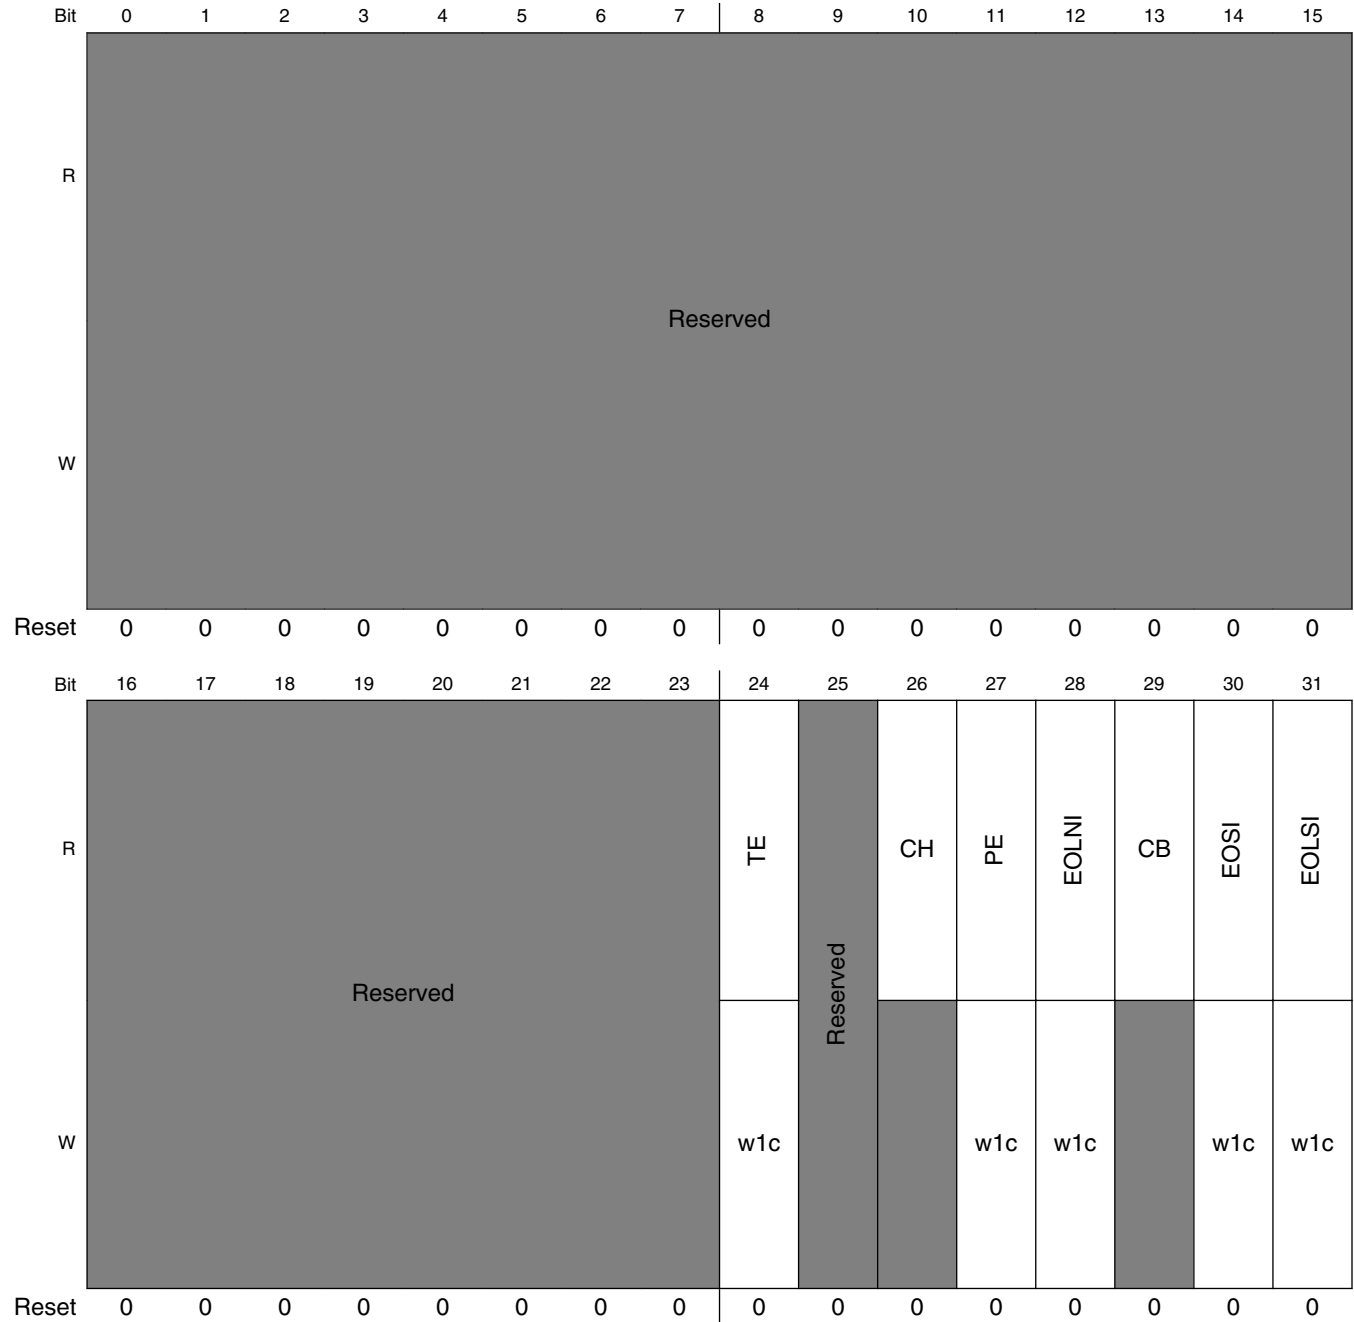 Bit 0 1 2 3 4 5 6 7 8 9 10 11 12 13 14 15
R
Reserved
W
Reset 0 0 0 0 0 0 0 0 0 0 0 0 0 0 0 0
Bit 16 17 18 19 20 21 22 23 24 25 26 27 28 29 30 31
R TE CH PE EOLNI CB EOSI EOLSI
Reserved Reserved
W w1c w1c w1c w1c w1c
Reset 0 0 0 0 0 0 0 0 0 0 0 0 0 0 0 0